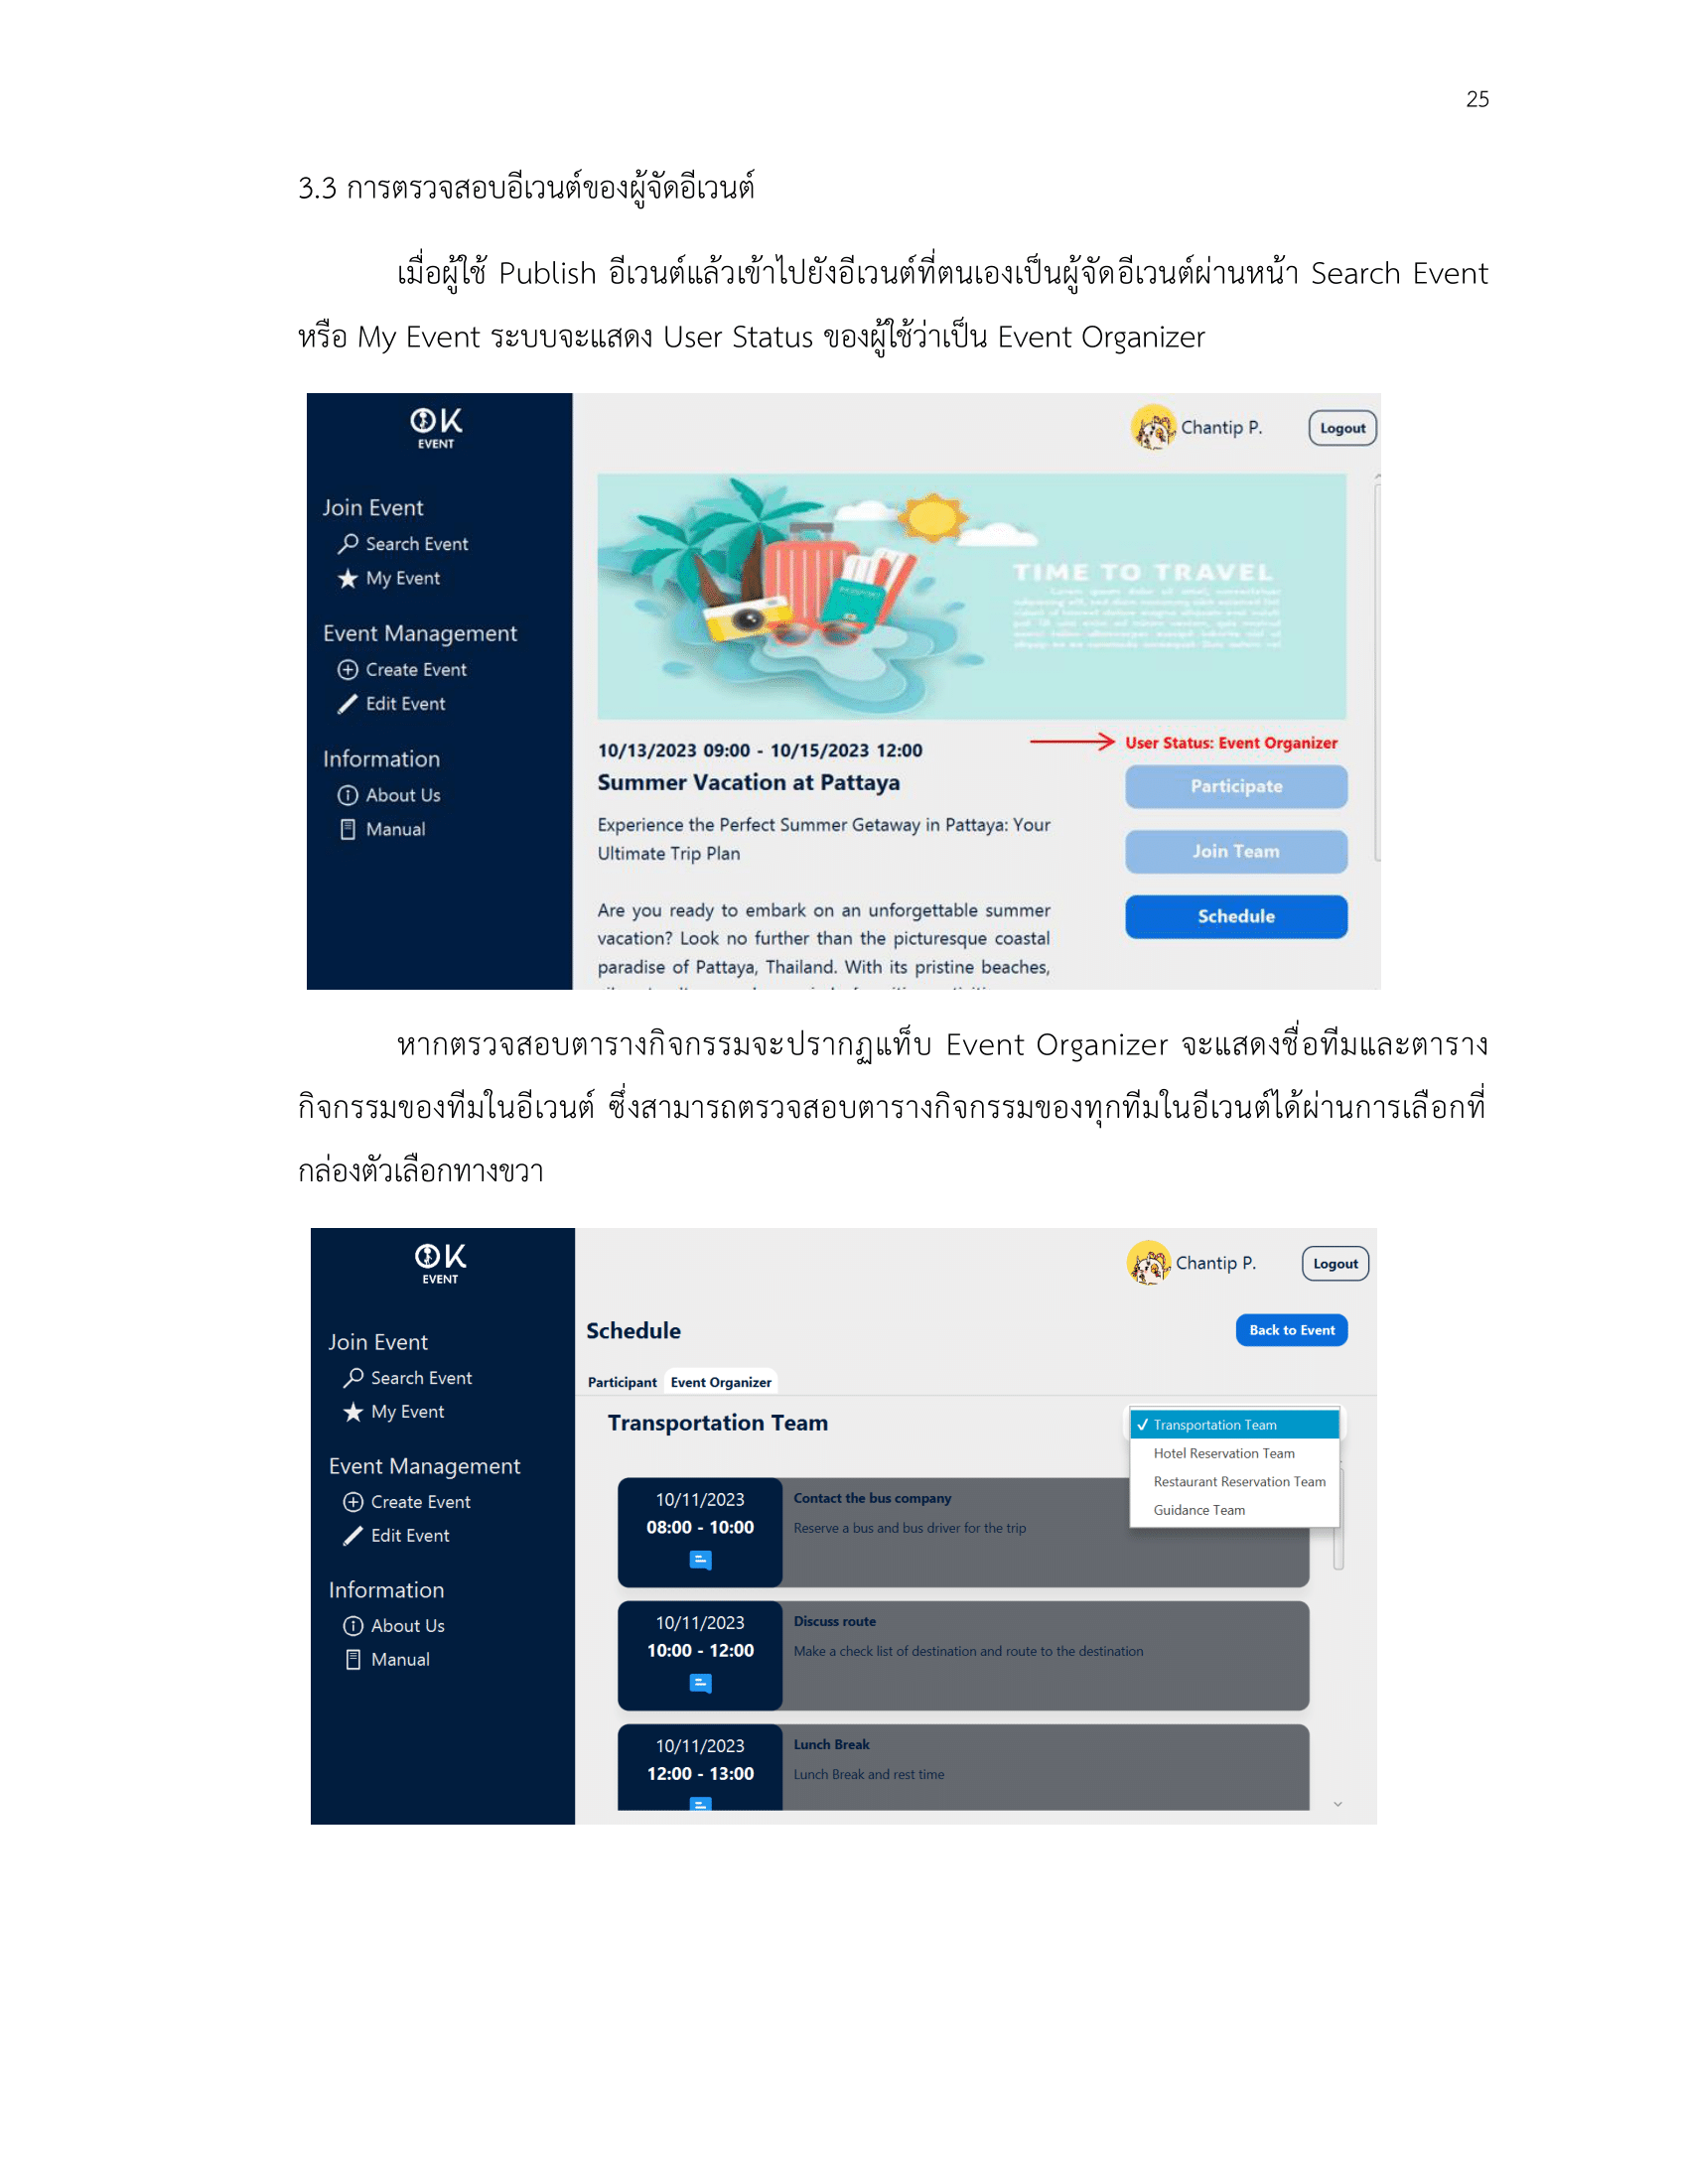 25
3.3 การตรวจสอบอีเวนต์ของผู้จัดอีเวนต์
เมื่อผู้ใช้ Publish อีเวนต์แล้วเข้าไปยังอีเวนต์ที่ตนเองเป็นผู้จัดอีเวนต์ผ่านหน้า Search Event
หรือ My Event ระบบจะแสดง User Status ของผู้ใช้ว่าเป็น Event Organizer
OK
EVENT
Chantip P.
Logout
Join Event
Search Event
My Event
Event Management
Create Event
Edit Event
Information
About Us
Manual
TIME TO TRAVEL
10/13/2023 09:00 - 10/15/2023 12:00
Summer Vacation at Pattaya
Experience the Perfect Summer Getaway in Pattaya: Your
Ultimate Trip Plan
Are you ready to embark on an unforgettable summer
vacation? Look no further than the picturesque coastal
paradise of Pattaya, Thailand. With its pristine beaches,
User Status: Event Organizer
Participate
Join Team
Schedule
หากตรวจสอบตารางกิจกรรมจะปรากฏแท็บ Event Organizer จะแสดงชื่อทีมและตาราง
กิจกรรมของทีมในอีเวนต์ ซึ่งสามารถตรวจสอบตารางกิจกรรมของทุกทีมในอีเวนต์ได้ผ่านการเลือกที่
กล่องตัวเลือกทางขวา
OK
EVENT
Chantip P.
Logout
Join Event
Search Event
My Event
Event Management
Create Event
Edit Event
Information
About Us
Manual
Schedule
Back to Event
Participant Event Organizer
Transportation Team
Transportation Team
Hotel Reservation Team
Restaurant Reservation Team
Guidance Team
10/11/2023
08:00 - 10:00
Contact the bus company
Reserve a bus and bus driver for the trip
10/11/2023
10:00 - 12:00
Discuss route
Make a check list of destination and route to the destination
10/11/2023
12:00 - 13:00
Lunch Break
Lunch Break and rest time